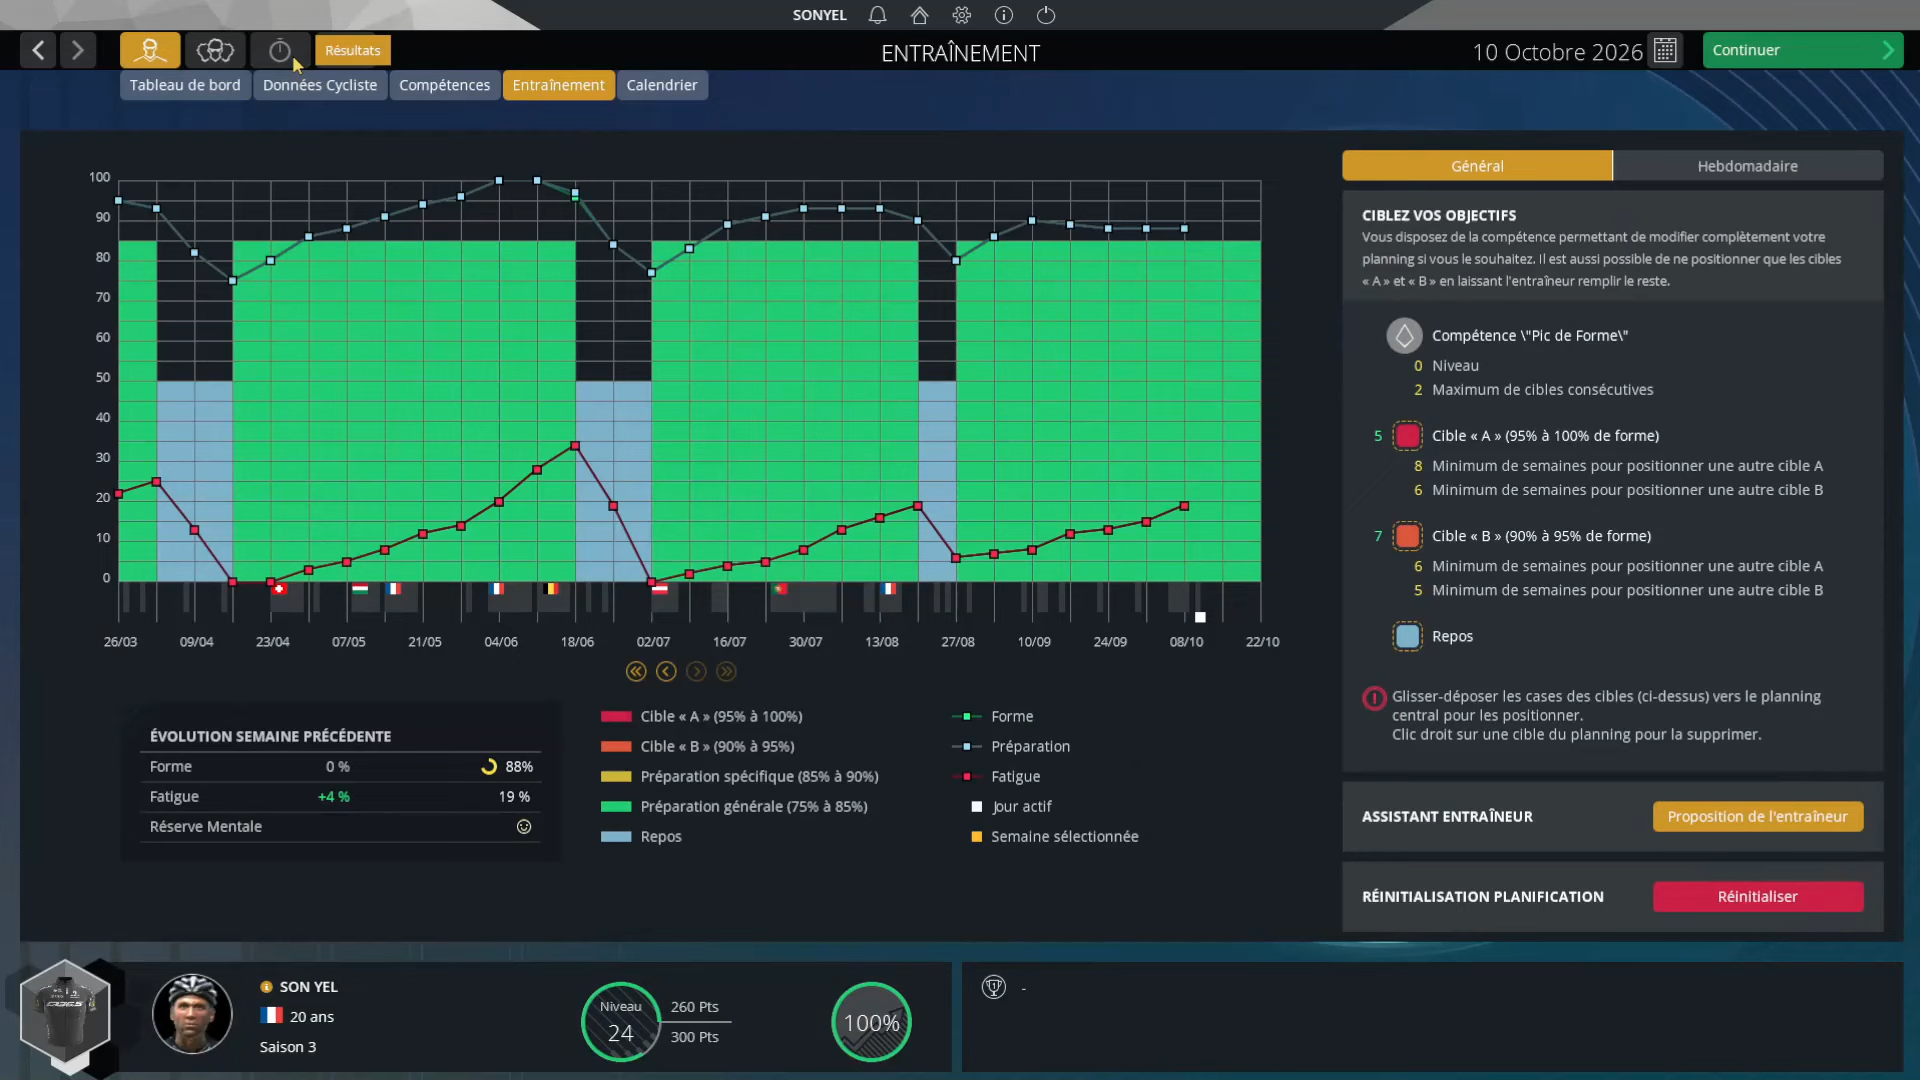 SONYEL
Résultats
ENTRAÎNEMENT
10 Octobre 2026
Continuer
Tableau de bord
Données Cycliste
Compétences
Entraînement
Calendrier
100
90
80
70
60
50
40
30
20
10
0
26/03
09/04
23/04
07/05
21/05
04/06
18/06
02/07
16/07
30/07
13/08
27/08
10/09
24/09
08/10
22/10
ÉVOLUTION SEMAINE PRÉCÉDENTE
Forme 0 % 88%
Fatigue +4 % 19 %
Réserve Mentale
Cible « A » (95% à 100%)
Cible « B » (90% à 95%)
Préparation spécifique (85% à 90%)
Préparation générale (75% à 85%)
Repos
Forme
Préparation
Fatigue
Jour actif
Semaine sélectionnée
Général
Hebdomadaire
CIBLEZ VOS OBJECTIFS
Vous disposez de la compétence permettant de modifier complètement votre
planning si vous le souhaitez. Il est aussi possible de ne positionner que les cibles
« A » et « B » en laissant l'entraîneur remplir le reste.
Compétence \"Pic de Forme\"
0 Niveau
2 Maximum de cibles consécutives
5 Cible « A » (95% à 100% de forme)
8 Minimum de semaines pour positionner une autre cible A
6 Minimum de semaines pour positionner une autre cible B
7 Cible « B » (90% à 95% de forme)
6 Minimum de semaines pour positionner une autre cible A
5 Minimum de semaines pour positionner une autre cible B
Repos
Glisser-déposer les cases des cibles (ci-dessus) vers le planning
central pour les positionner.
Clic droit sur une cible du planning pour la supprimer.
ASSISTANT ENTRAÎNEUR
Proposition de l'entraîneur
RÉINITIALISATION PLANIFICATION
Réinitialiser
SON YEL
20 ans
Saison 3
Niveau
24
260 Pts
300 Pts
100%
-